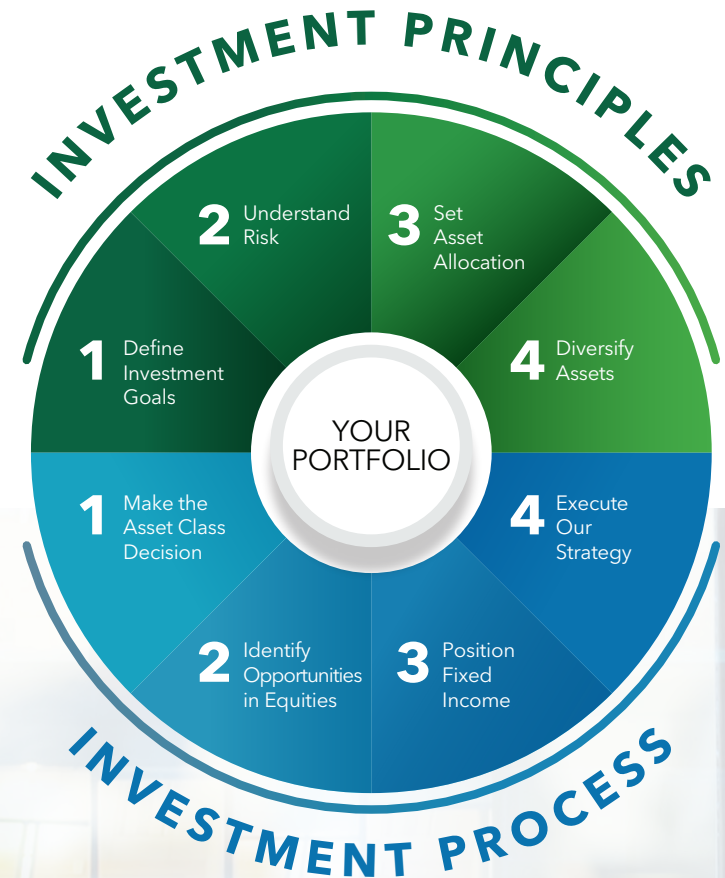 INVESTMENT PRINCIPLES
2 Understand
Risk
3 Set
Asset
Allocation
1 Define
Investment
Goals
4 Diversify
Assets
YOUR
PORTFOLIO
1 Make the
Asset Class
Decision
4 Execute
Our
Strategy
2 Identify
Opportunities
in Equities
3 Position
Fixed
Income
INVESTMENT PROCESS